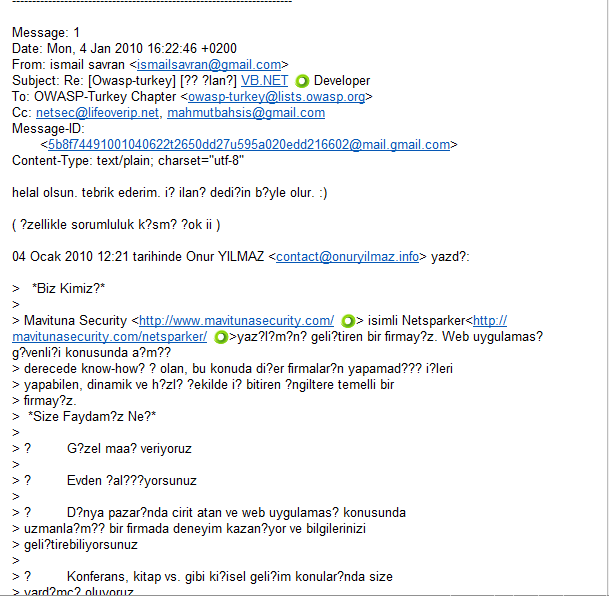 Message: 1
Date: Mon, 4 Jan 2010 16:22:46 +0200
From: ismail savran <ismailsavran@gmail.com>
Subject: Re: [Owasp-turkey] [?? ?lan?] VB.NET Developer
To: OWASP-Turkey Chapter <owasp-turkey@lists.owasp.org>
Cc: netsec@lifeoverip.net, mahmutbahsis@gmail.com
Message-ID:
<5b8f74491001040622t2650dd27u595a020edd216602@mail.gmail.com>
Content-Type: text/plain; charset="utf-8"
helal olsun. tebrik ederim. i? ilan? dedi?in b?yle olur. :)
( ?zellikle sorumluluk k?sm? ?ok ii )
04 Ocak 2010 12:21 tarihinde Onur YILMAZ <contact@onuryilmaz.info> yazd?:
> *Biz Kimiz?*
>
> Mavituna Security <http://www.mavitunasecurity.com/ > isimli Netsparker<http://
mavitunasecurity.com/netsparker/ >yaz?l?m?n? geli?tiren bir firmay?z. Web uygulamas?
g?venli?i konusunda a?m??
> derecede know-how? ? olan, bu konuda di?er firmalar?n yapamad??? i?leri
> yapabilen, dinamik ve h?zl? ?ekilde i? bitiren ?ngiltere temelli bir
> firmay?z.
> *Size Faydam?z Ne?*
>
> ? G?zel maa? veriyoruz
>
> ? Evden ?al???yorsunuz
>
> ? D?nya pazar?nda cirit atan ve web uygulamas? konusunda
> uzmanla?m?? bir firmada deneyim kazan?yor ve bilgilerinizi
> geli?tirebiliyorsunuz
>
> ? Konferans, kitap vs. gibi ki?isel geli?im konular?nda size
> yard?mc? oluyoruz